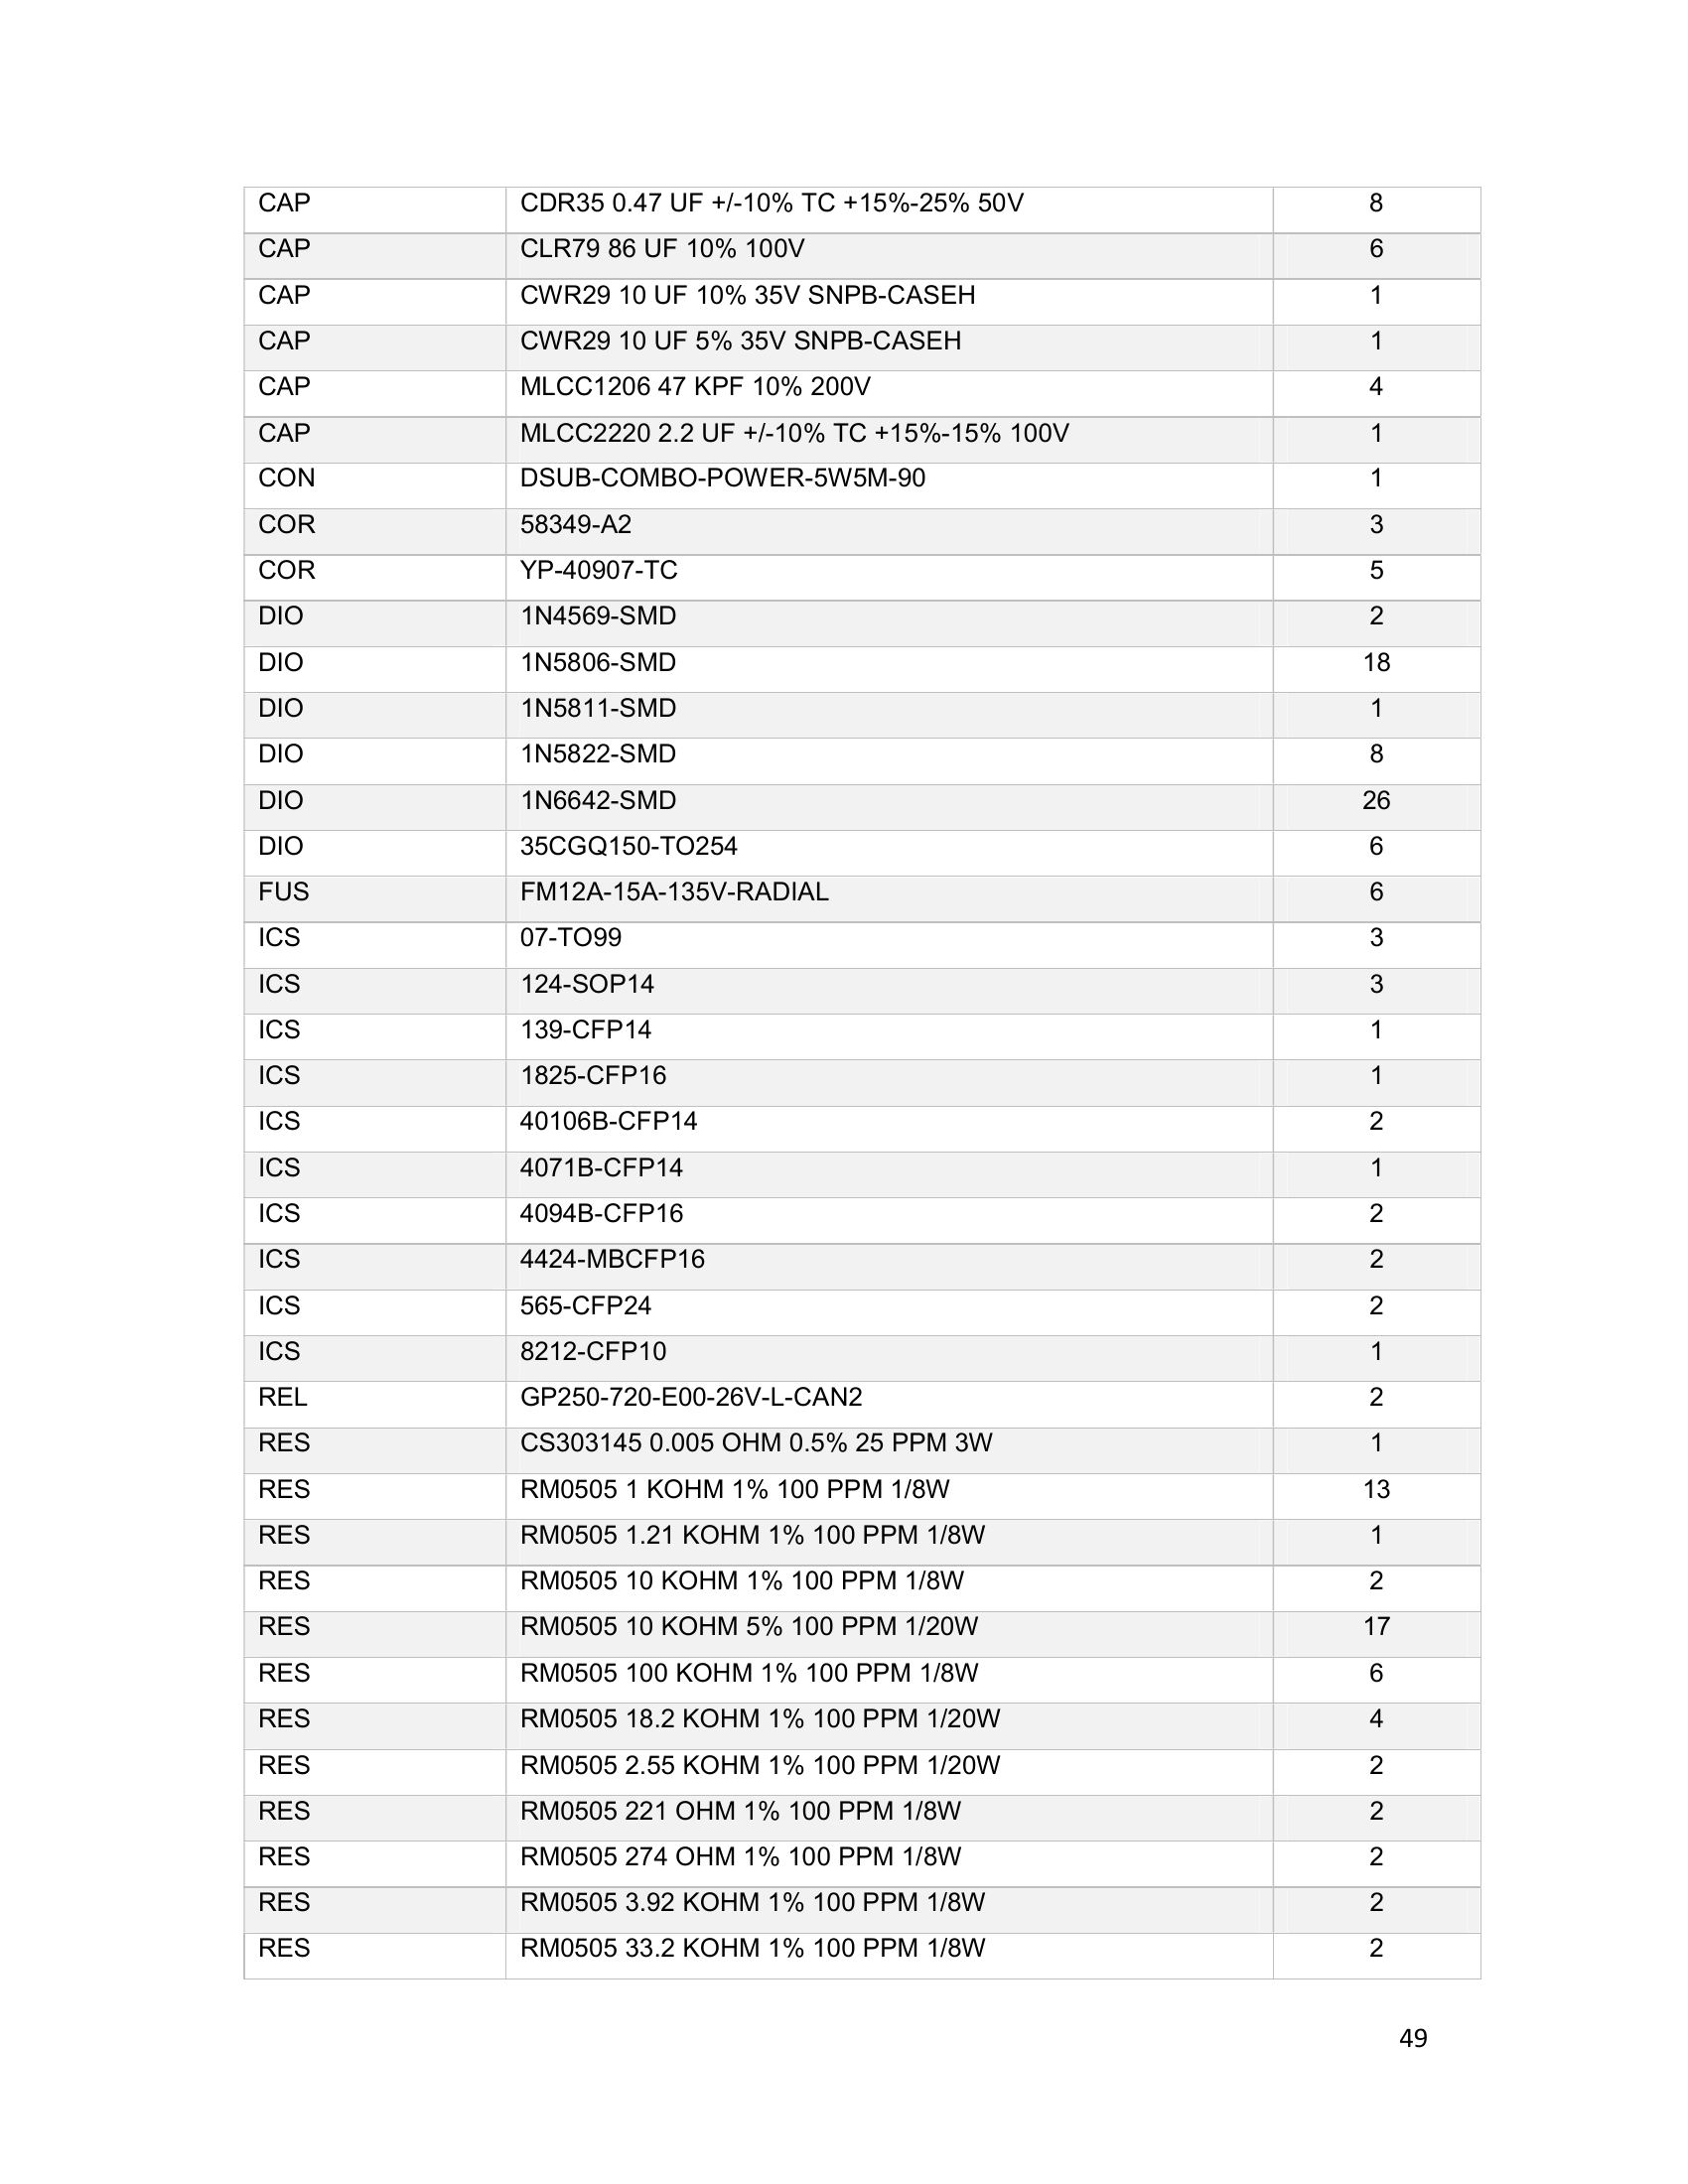 CAP CDR35 0.47 UF +/-10% TC +15%-25% 50V 8
CAP CLR79 86 UF 10% 100V 6
CAP CWR29 10 UF 10% 35V SNPB-CASEH 1
CAP CWR29 10 UF 5% 35V SNPB-CASEH 1
CAP MLCC1206 47 KPF 10% 200V 4
CAP MLCC2220 2.2 UF +/-10% TC +15%-15% 100V 1
CON DSUB-COMBO-POWER-5W5M-90 1
COR 58349-A2 3
COR YP-40907-TC 5
DIO 1N4569-SMD 2
DIO 1N5806-SMD 18
DIO 1N5811-SMD 1
DIO 1N5822-SMD 8
DIO 1N6642-SMD 26
DIO 35CGQ150-TO254 6
FUS FM12A-15A-135V-RADIAL 6
ICS 07-TO99 3
ICS 124-SOP14 3
ICS 139-CFP14 1
ICS 1825-CFP16 1
ICS 40106B-CFP14 2
ICS 4071B-CFP14 1
ICS 4094B-CFP16 2
ICS 4424-MBCFP16 2
ICS 565-CFP24 2
ICS 8212-CFP10 1
REL GP250-720-E00-26V-L-CAN2 2
RES CS303145 0.005 OHM 0.5% 25 PPM 3W 1
RES RM0505 1 KOHM 1% 100 PPM 1/8W 13
RES RM0505 1.21 KOHM 1% 100 PPM 1/8W 1
RES RM0505 10 KOHM 1% 100 PPM 1/8W 2
RES RM0505 10 KOHM 5% 100 PPM 1/20W 17
RES RM0505 100 KOHM 1% 100 PPM 1/8W 6
RES RM0505 18.2 KOHM 1% 100 PPM 1/20W 4
RES RM0505 2.55 KOHM 1% 100 PPM 1/20W 2
RES RM0505 221 OHM 1% 100 PPM 1/8W 2
RES RM0505 274 OHM 1% 100 PPM 1/8W 2
RES RM0505 3.92 KOHM 1% 100 PPM 1/8W 2
RES RM0505 33.2 KOHM 1% 100 PPM 1/8W 2
49